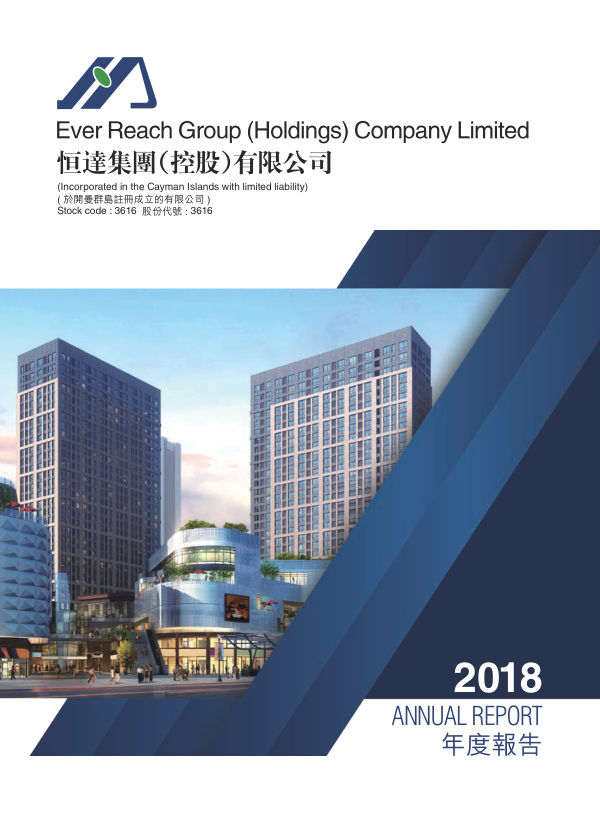 Ever Reach Group (Holdings) Company Limited
恒達集團(控股)有限公司
(Incorporated in the Cayman Islands with limited liability)
(於開曼群島註冊成立的有限公司)
Stock code : 3616 股份代號 : 3616
2018
ANNUAL REPORT
年度報告